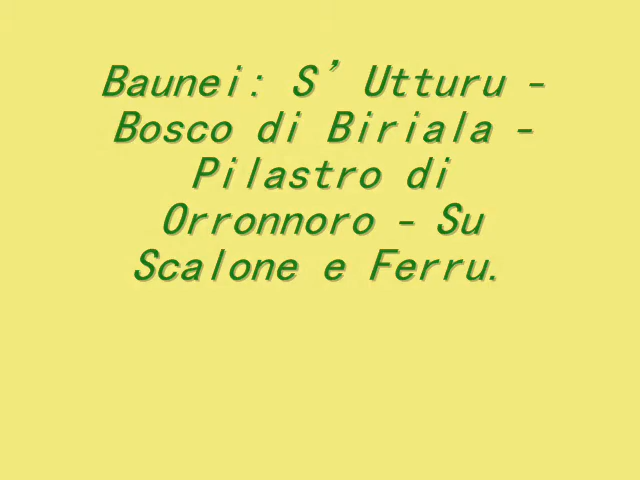 Baunei: S' Utturu -
Bosco di Biriala -
Pilastro di
Orronnoro - Su
Scalone e Ferru.